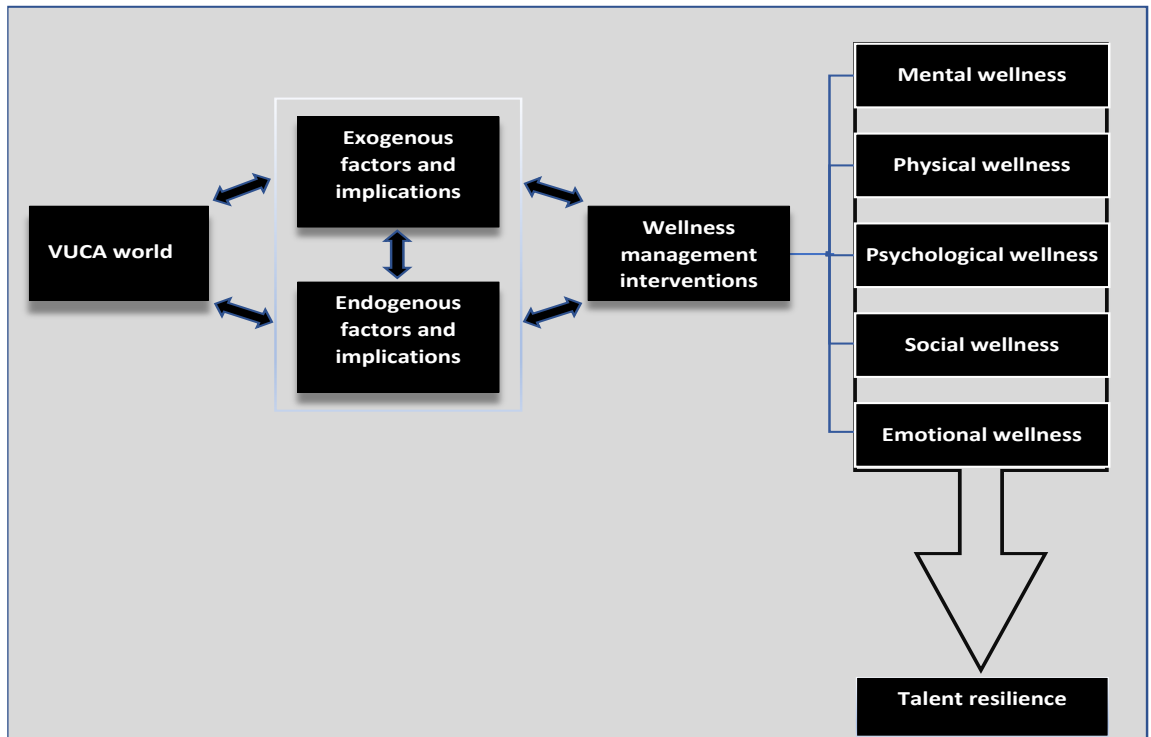 VUCA world
Exogenous
factors and
implications
Endogenous
factors and
implications
Wellness
management
interventions
Mental wellness
Physical wellness
Psychological wellness
Social wellness
Emotional wellness
Talent resilience